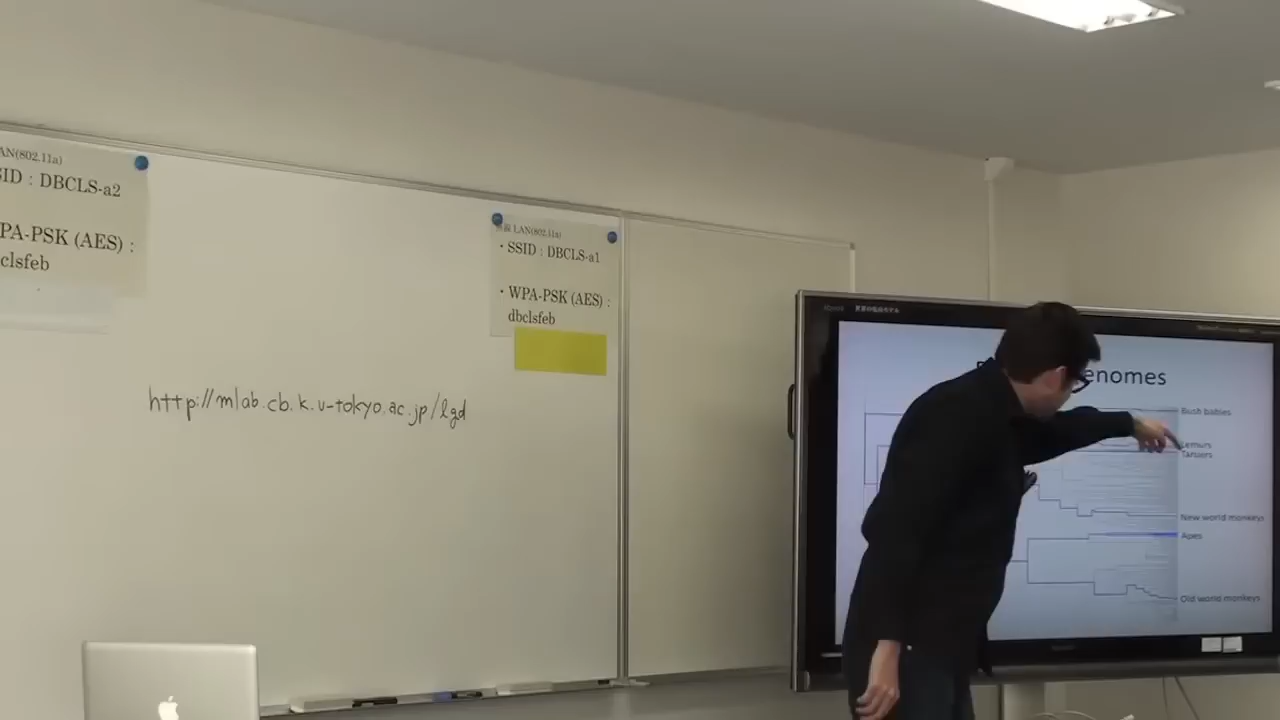 AN(802.11a)
SID : DBCLS-a2
PA-PSK (AES) :
clsfeb
LAN(802.11a)
・SSID : DBCLS-a1
・WPA-PSK (AES) :
dbclsfeb
http://mlab.cb.k.u-tokyo.ac.jp/lgd
enomes
Bush babies
Lemurs
Tarsiers
New world monkeys
Apes
Old world monkeys